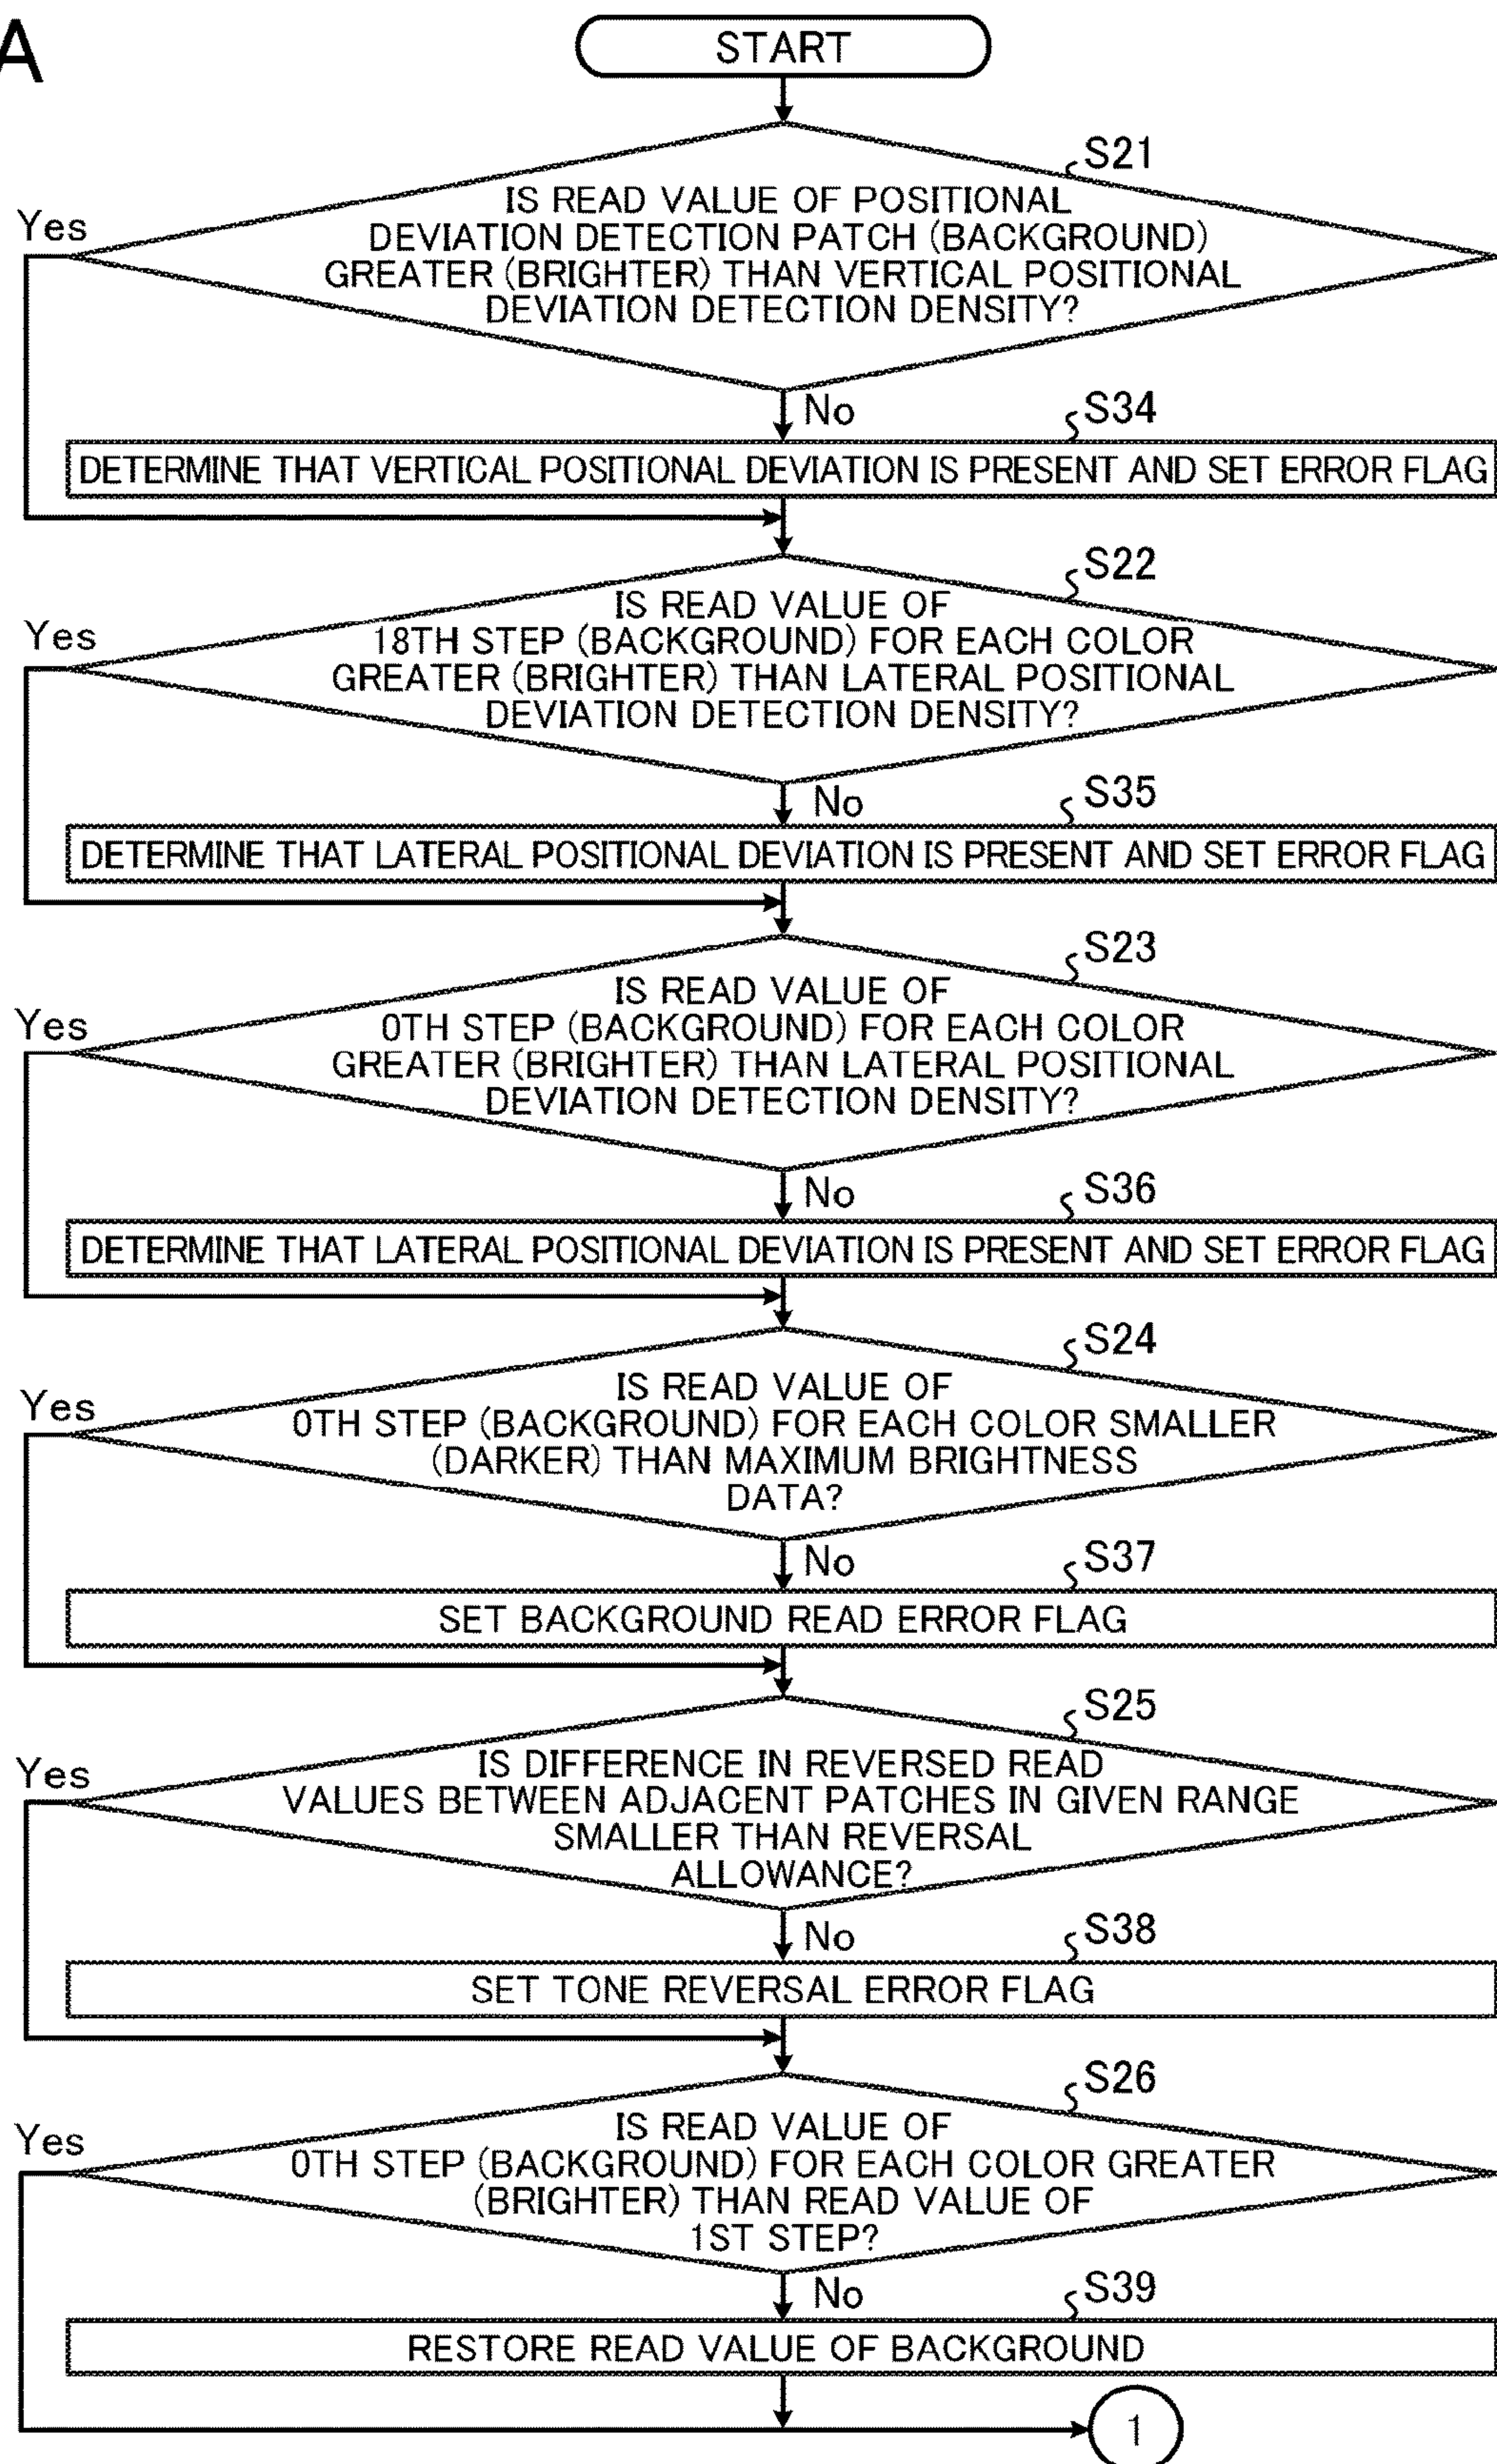 A
START
S21
IS READ VALUE OF POSITIONAL
DEVIATION DETECTION PATCH (BACKGROUND)
GREATER (BRIGHTER) THAN VERTICAL POSITIONAL
DEVIATION DETECTION DENSITY?
Yes
No
S34
DETERMINE THAT VERTICAL POSITIONAL DEVIATION IS PRESENT AND SET ERROR FLAG
S22
IS READ VALUE OF
18TH STEP (BACKGROUND) FOR EACH COLOR
GREATER (BRIGHTER) THAN LATERAL POSITIONAL
DEVIATION DETECTION DENSITY?
Yes
No
S35
DETERMINE THAT LATERAL POSITIONAL DEVIATION IS PRESENT AND SET ERROR FLAG
S23
IS READ VALUE OF
0TH STEP (BACKGROUND) FOR EACH COLOR
GREATER (BRIGHTER) THAN LATERAL POSITIONAL
DEVIATION DETECTION DENSITY?
Yes
No
S36
DETERMINE THAT LATERAL POSITIONAL DEVIATION IS PRESENT AND SET ERROR FLAG
S24
IS READ VALUE OF
0TH STEP (BACKGROUND) FOR EACH COLOR SMALLER
(DARKER) THAN MAXIMUM BRIGHTNESS
DATA?
Yes
No
S37
SET BACKGROUND READ ERROR FLAG
S25
IS DIFFERENCE IN REVERSED READ
VALUES BETWEEN ADJACENT PATCHES IN GIVEN RANGE
SMALLER THAN REVERSAL
ALLOWANCE?
Yes
No
S38
SET TONE REVERSAL ERROR FLAG
S26
IS READ VALUE OF
0TH STEP (BACKGROUND) FOR EACH COLOR GREATER
(BRIGHTER) THAN READ VALUE OF
1ST STEP?
Yes
No
S39
RESTORE READ VALUE OF BACKGROUND
1